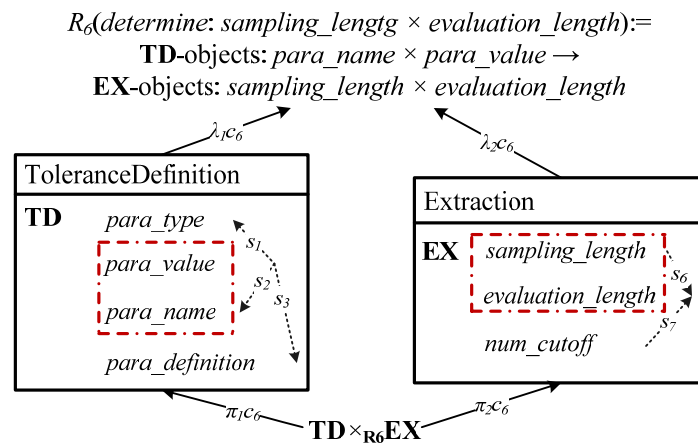 R₆(determine: sampling_lengtg × evaluation_length):=
TD-objects: para_name × para_value →
EX-objects: sampling_length × evaluation_length
λ₁c₆ λ₂c₆
ToleranceDefinition
TD para_type
para_value
para_name
para_definition
s₁
s₂
s₃
Extraction
EX sampling_length
evaluation_length
num_cutoff
s₆
s₇
π₁c₆ π₂c₆
TD×R₆EX